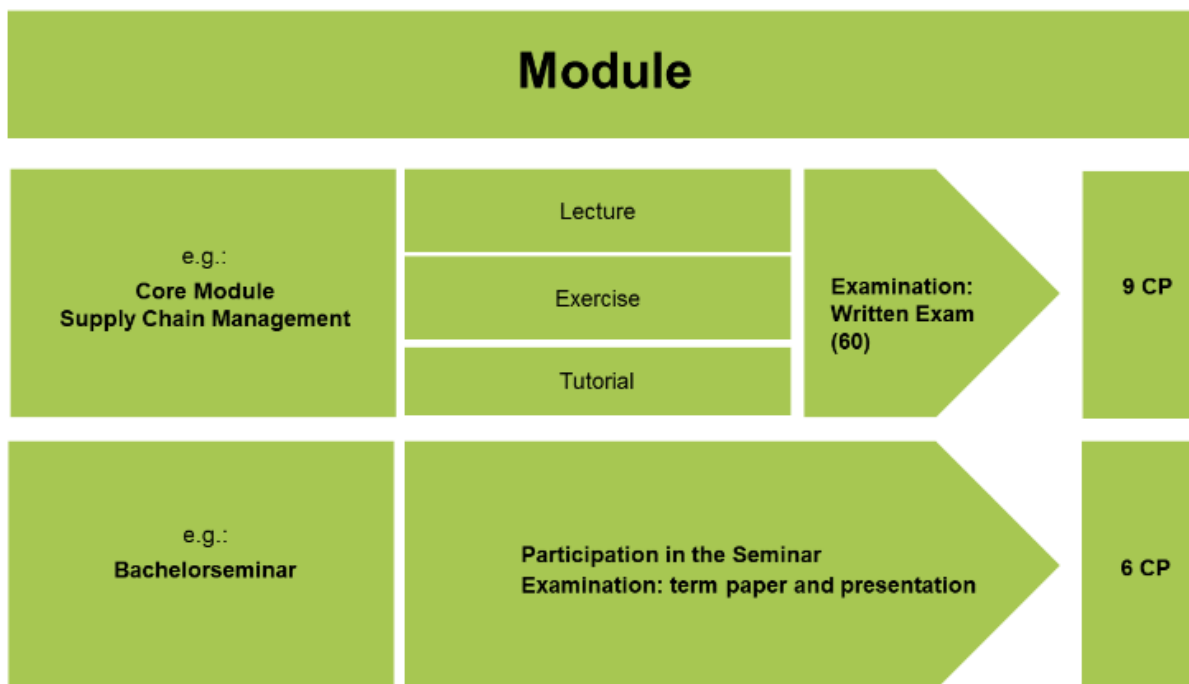 Module
e.g.:
Core Module
Supply Chain Management
Lecture
Exercise
Tutorial
Examination:
Written Exam
(60)
9 CP
e.g.:
Bachelorseminar
Participation in the Seminar
Examination: term paper and presentation
6 CP